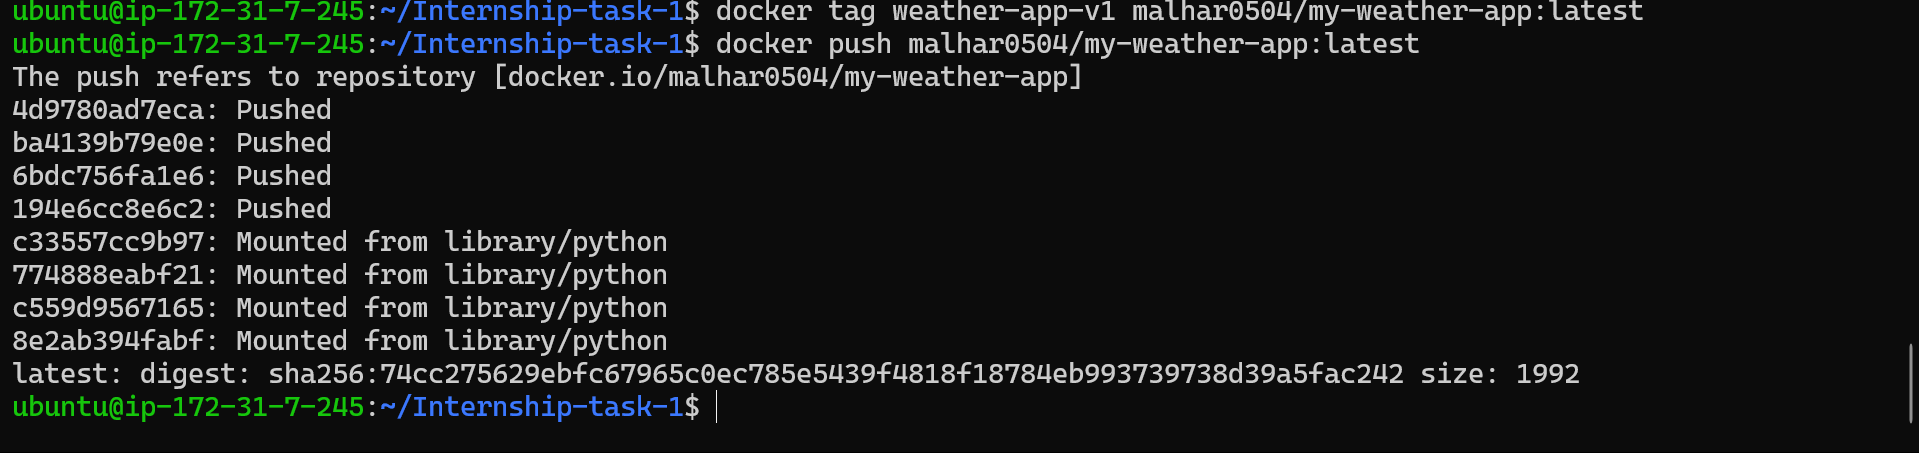 ubuntu@ip-172-31-7-245:~/Internship-task-1$ docker tag weather-app-v1 malhar0504/my-weather-app:latest
ubuntu@ip-172-31-7-245:~/Internship-task-1$ docker push malhar0504/my-weather-app:latest
The push refers to repository [docker.io/malhar0504/my-weather-app]
4d9780ad7eca: Pushed
ba4139b79e0e: Pushed
6bdc756fa1e6: Pushed
194e6cc8e6c2: Pushed
c33557cc9b97: Mounted from library/python
774888eabf21: Mounted from library/python
c559d9567165: Mounted from library/python
8e2ab394fabf: Mounted from library/python
latest: digest: sha256:74cc275629ebfc67965c0ec785e5439f4818f18784eb993739738d39a5fac242 size: 1992
ubuntu@ip-172-31-7-245:~/Internship-task-1$